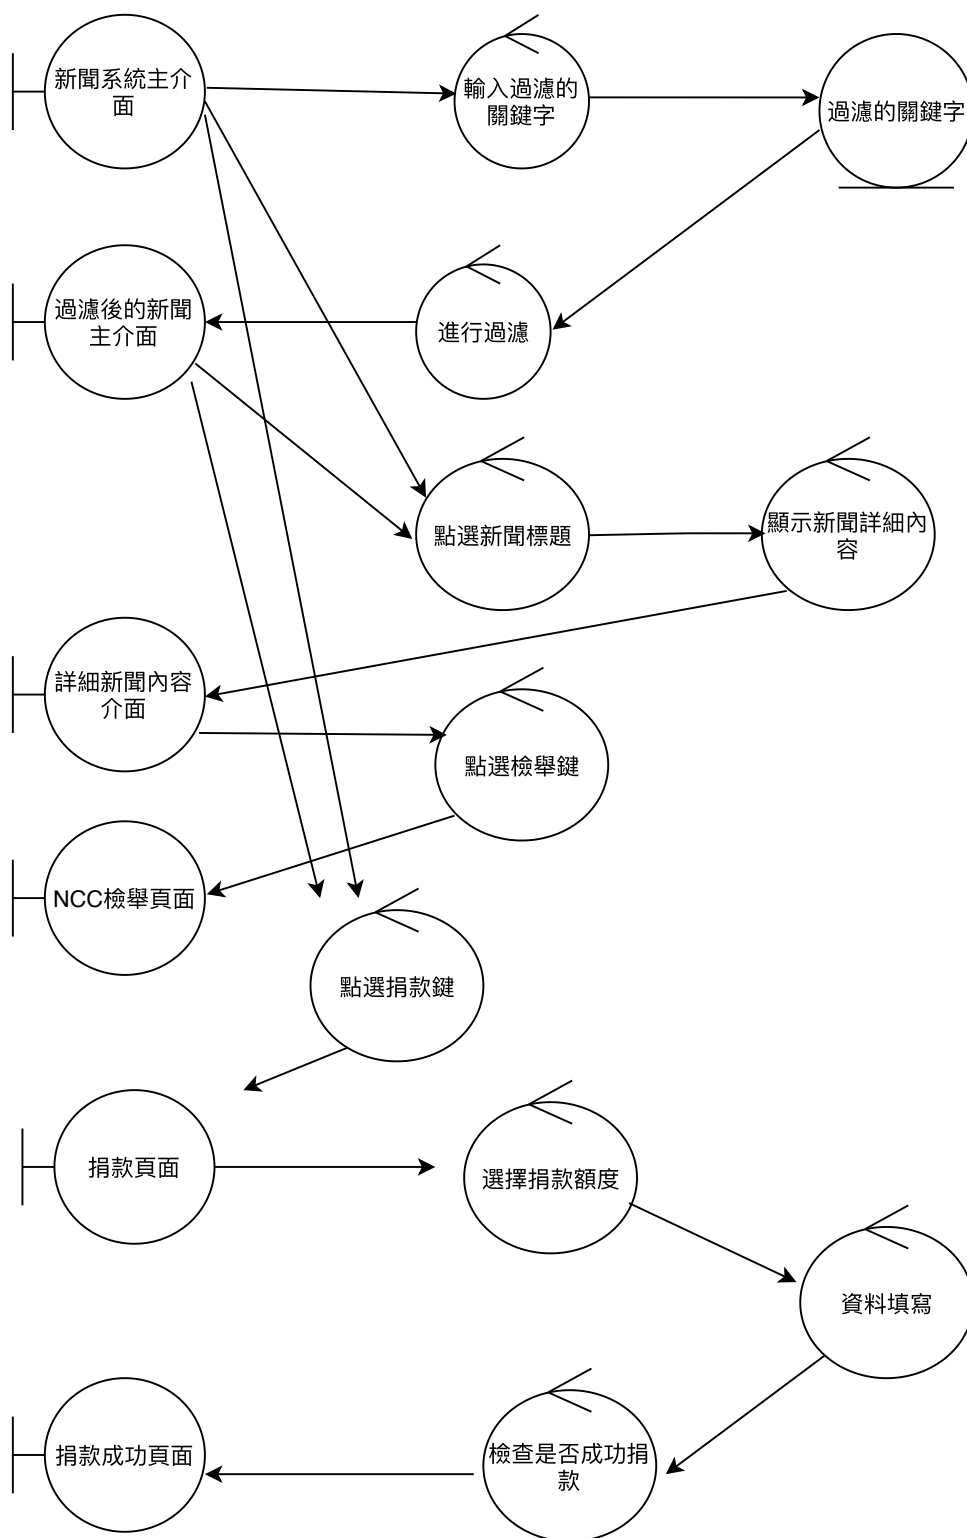 新聞系統主介
面
輸入過濾的
關鍵字
過濾的關鍵字
過濾後的新聞
主介面
進行過濾
點選新聞標題
顯示新聞詳細內
容
詳細新聞內容
介面
點選檢舉鍵
NCC檢舉頁面
點選捐款鍵
捐款頁面
選擇捐款額度
資料填寫
捐款成功頁面
檢查是否成功捐
款